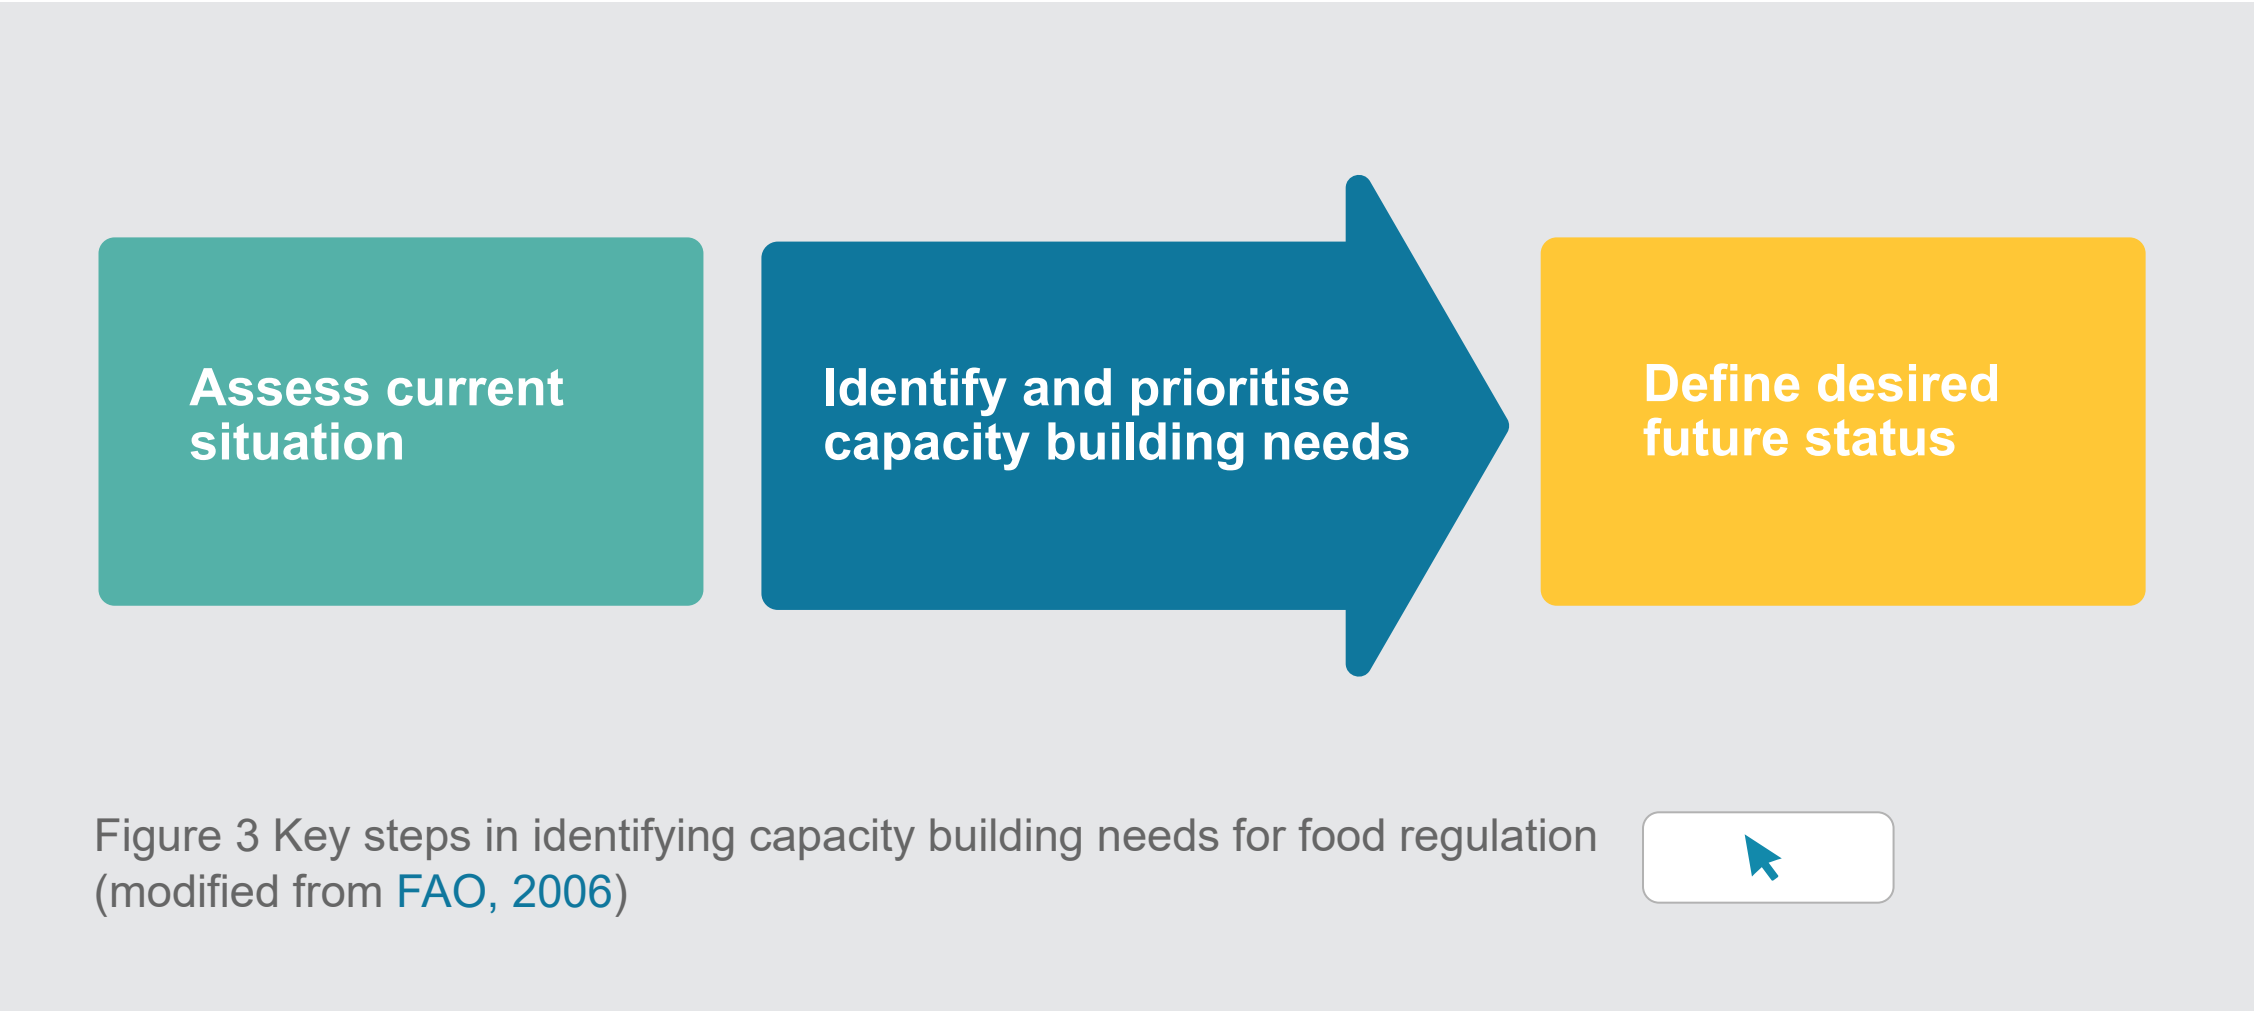 Assess current
situation
Identify and prioritise
capacity building needs
Define desired
future status
Figure 3 Key steps in identifying capacity building needs for food regulation
(modified from FAO, 2006)